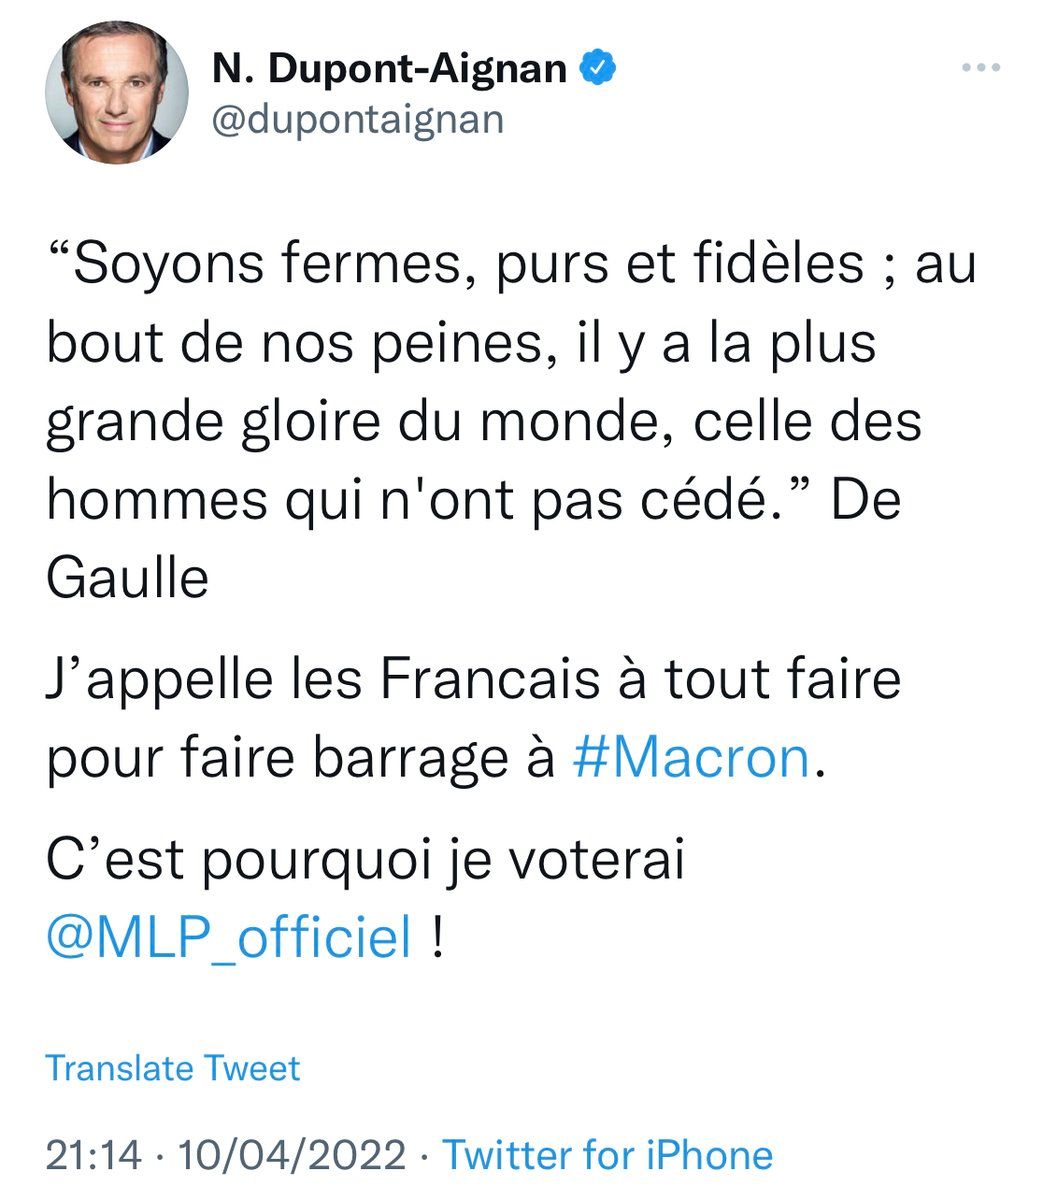 N. Dupont-Aignan
@dupontaignan
“Soyons fermes, purs et fidèles ; au
bout de nos peines, il y a la plus
grande gloire du monde, celle des
hommes qui n'ont pas cédé.” De
Gaulle
J’appelle les Francais à tout faire
pour faire barrage à #Macron.
C’est pourquoi je voterai
@MLP_officiel !
Translate Tweet
21:14 · 10/04/2022 · Twitter for iPhone